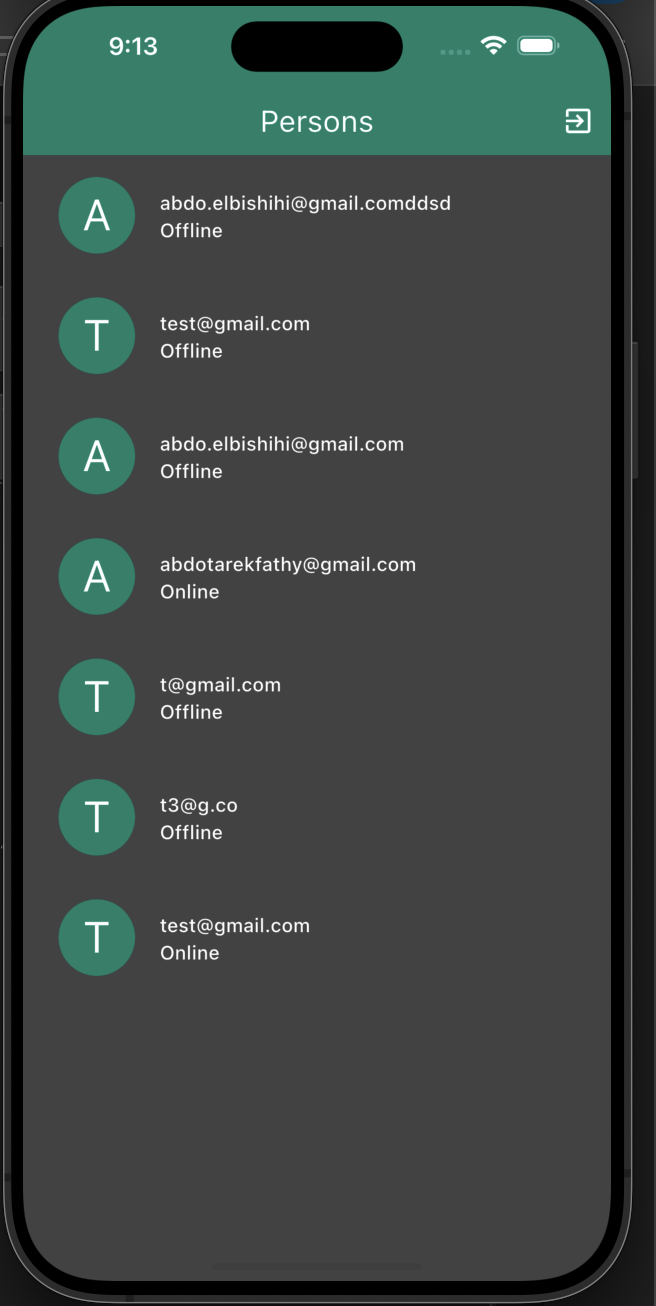 9:13
Persons
A
abdo.elbishihi@gmail.comddsd
Offline
T
test@gmail.com
Offline
A
abdo.elbishihi@gmail.com
Offline
A
abdotarekfathy@gmail.com
Online
T
t@gmail.com
Offline
T
t3@g.co
Offline
T
test@gmail.com
Online